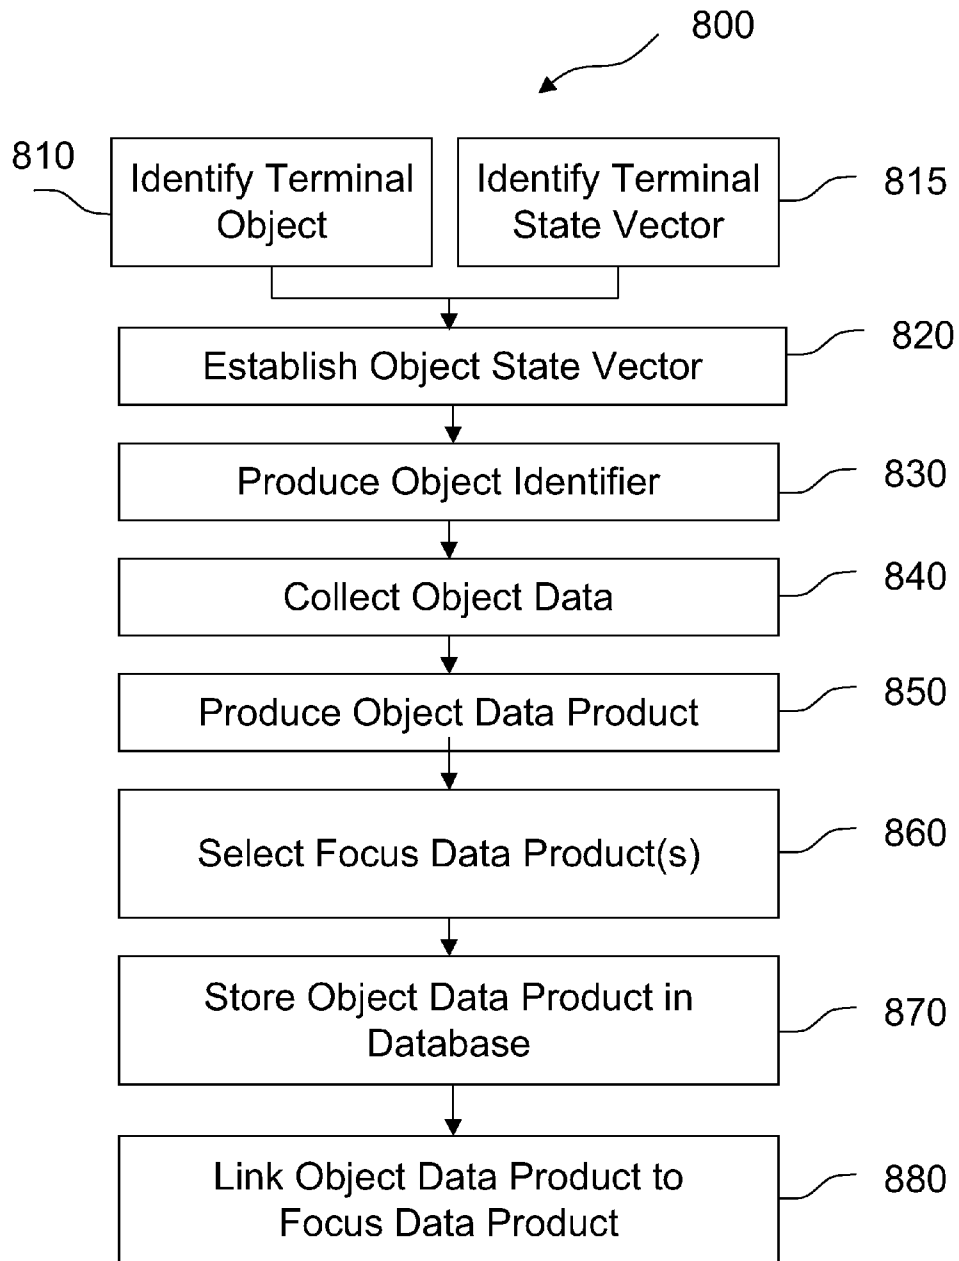 800
810
Identify Terminal
Object
Identify Terminal
State Vector
815
Establish Object State Vector
820
Produce Object Identifier
830
Collect Object Data
840
Produce Object Data Product
850
Select Focus Data Product(s)
860
Store Object Data Product in
Database
870
Link Object Data Product to
Focus Data Product
880